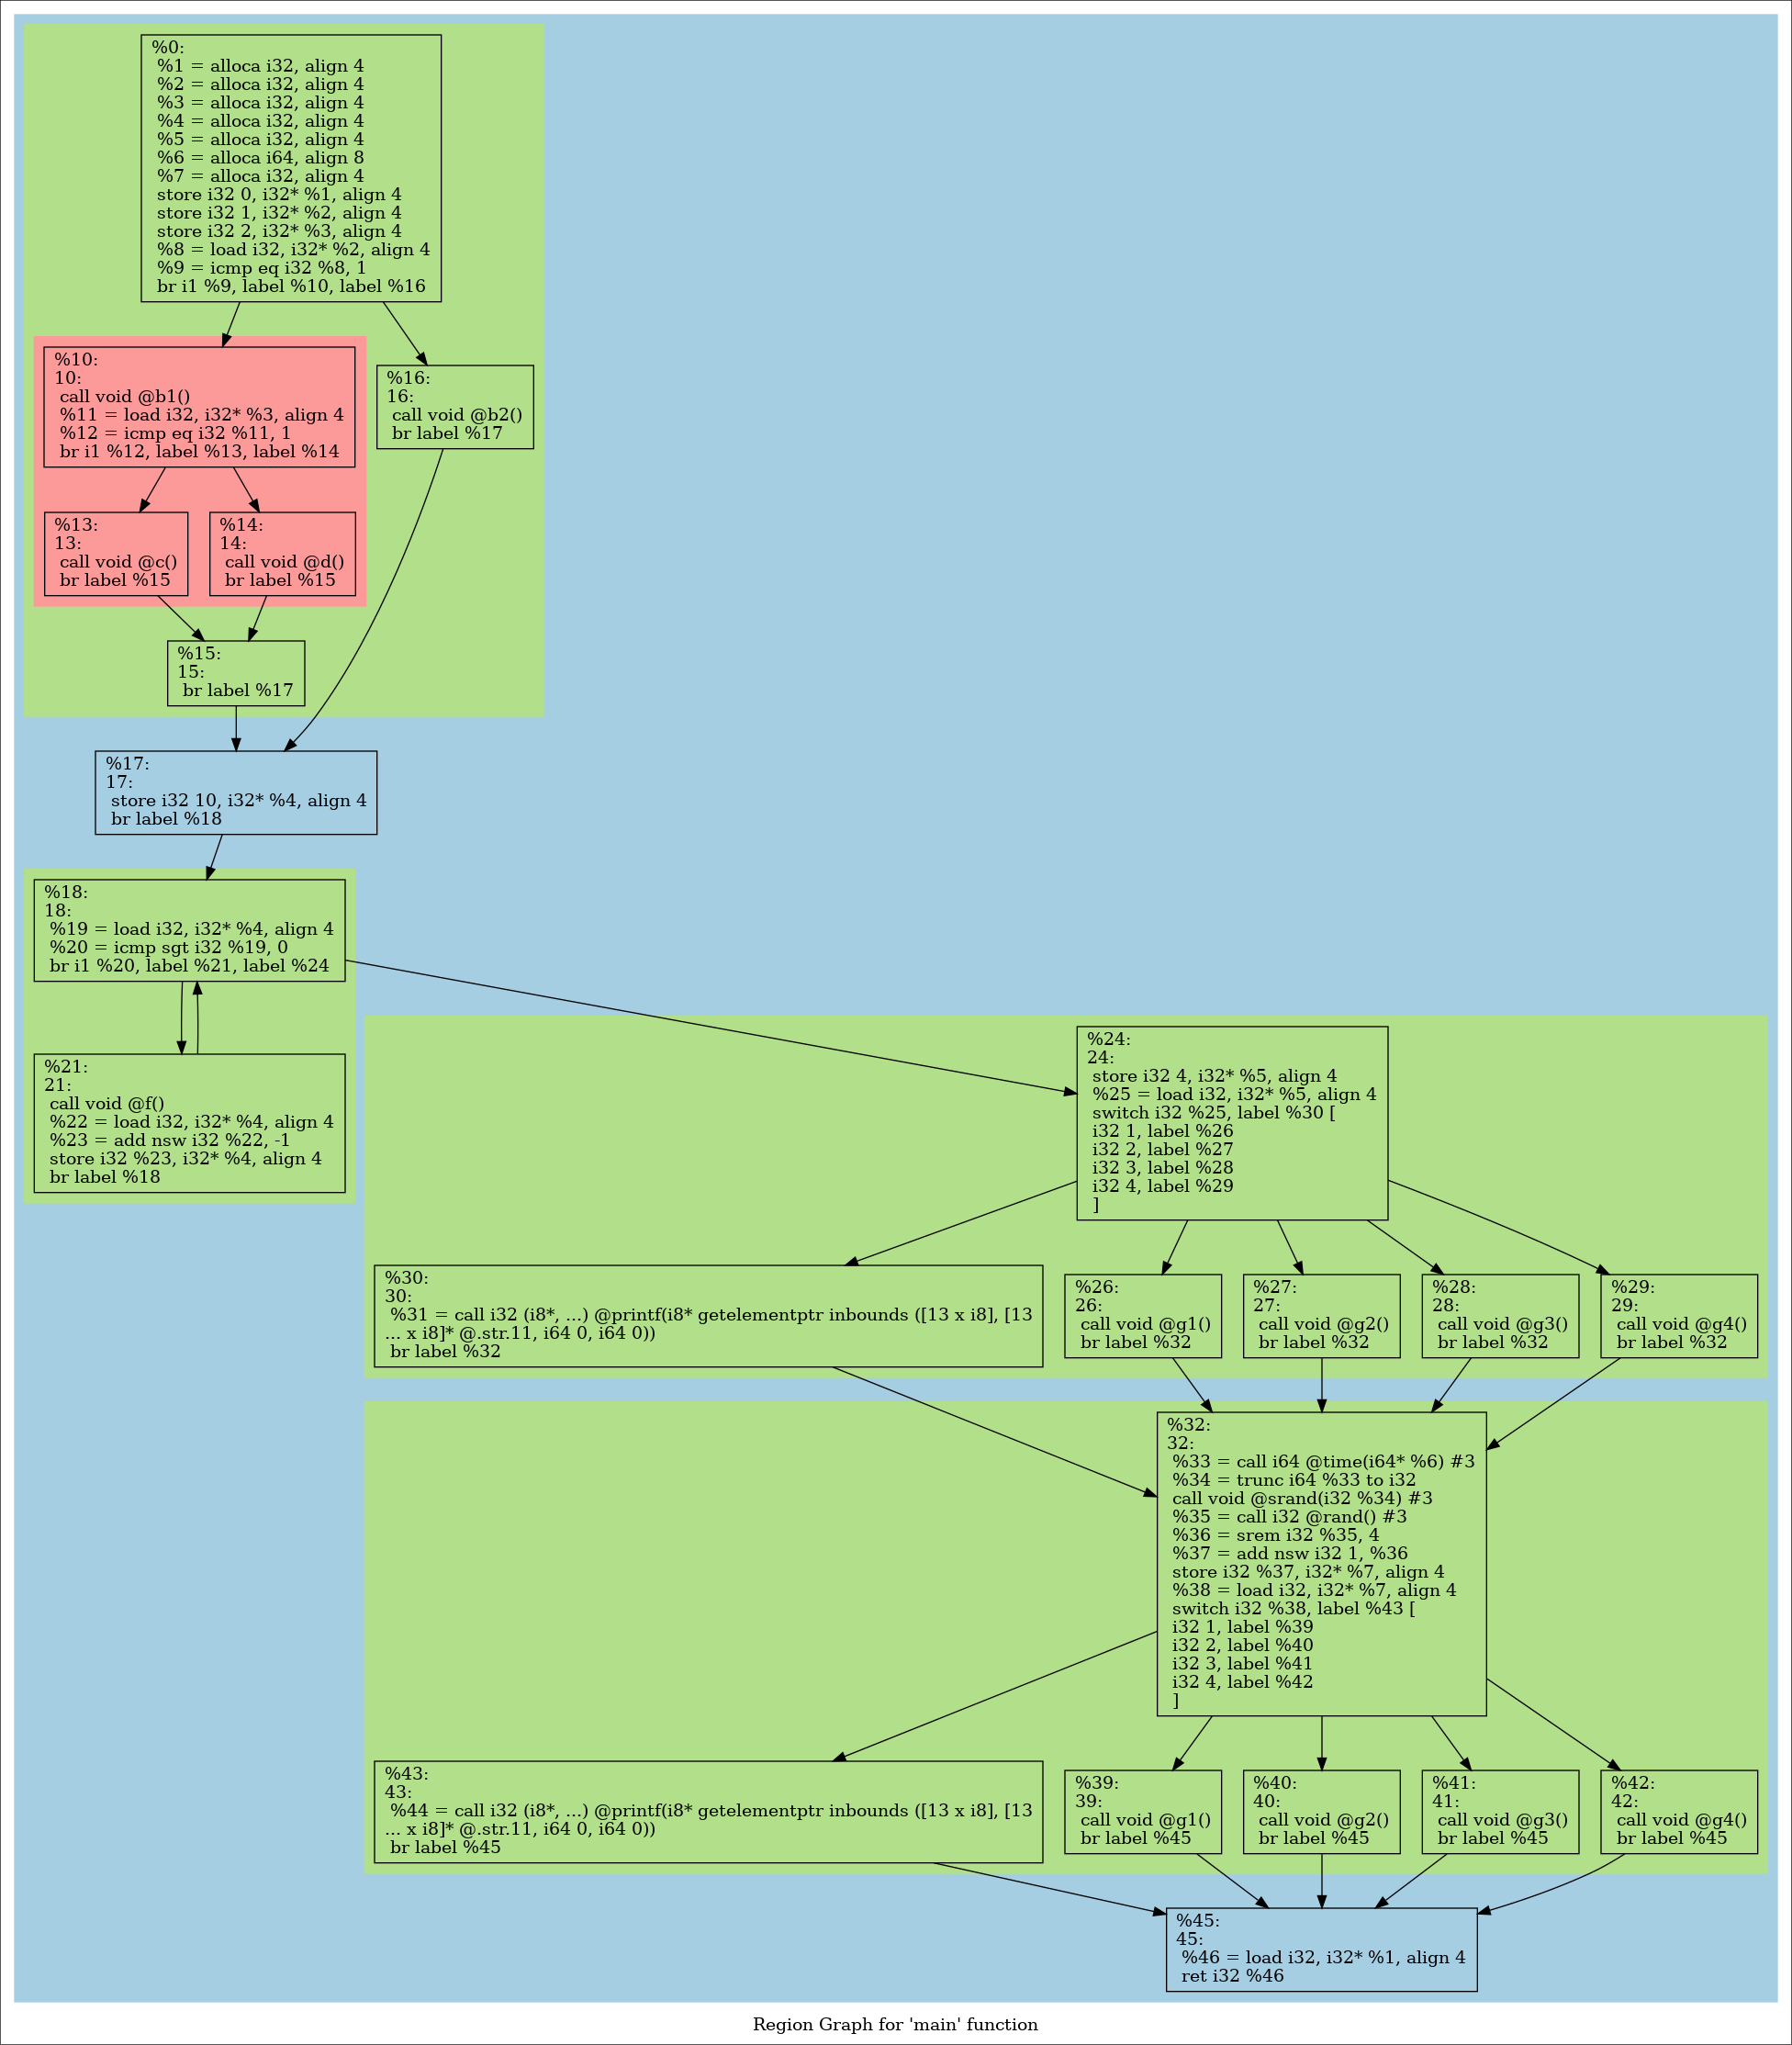 %0:
%1 = alloca i32, align 4
%2 = alloca i32, align 4
%3 = alloca i32, align 4
%4 = alloca i32, align 4
%5 = alloca i32, align 4
%6 = alloca i64, align 8
%7 = alloca i32, align 4
store i32 0, i32* %1, align 4
store i32 1, i32* %2, align 4
store i32 2, i32* %3, align 4
%8 = load i32, i32* %2, align 4
%9 = icmp eq i32 %8, 1
br i1 %9, label %10, label %16
%10:
10:
call void @b1()
%11 = load i32, i32* %3, align 4
%12 = icmp eq i32 %11, 1
br i1 %12, label %13, label %14
%16:
16:
call void @b2()
br label %17
%13:
13:
call void @c()
br label %15
%14:
14:
call void @d()
br label %15
%15:
15:
br label %17
%17:
17:
store i32 10, i32* %4, align 4
br label %18
%18:
18:
%19 = load i32, i32* %4, align 4
%20 = icmp sgt i32 %19, 0
br i1 %20, label %21, label %24
%21:
21:
call void @f()
%22 = load i32, i32* %4, align 4
%23 = add nsw i32 %22, -1
store i32 %23, i32* %4, align 4
br label %18
%24:
24:
store i32 4, i32* %5, align 4
%25 = load i32, i32* %5, align 4
switch i32 %25, label %30 [
i32 1, label %26
i32 2, label %27
i32 3, label %28
i32 4, label %29
]
%30:
30:
%31 = call i32 (i8*, ...) @printf(i8* getelementptr inbounds ([13 x i8], [13
... x i8]* @.str.11, i64 0, i64 0))
br label %32
%26:
26:
call void @g1()
br label %32
%27:
27:
call void @g2()
br label %32
%28:
28:
call void @g3()
br label %32
%29:
29:
call void @g4()
br label %32
%32:
32:
%33 = call i64 @time(i64* %6) #3
%34 = trunc i64 %33 to i32
call void @srand(i32 %34) #3
%35 = call i32 @rand() #3
%36 = srem i32 %35, 4
%37 = add nsw i32 1, %36
store i32 %37, i32* %7, align 4
%38 = load i32, i32* %7, align 4
switch i32 %38, label %43 [
i32 1, label %39
i32 2, label %40
i32 3, label %41
i32 4, label %42
]
%43:
43:
%44 = call i32 (i8*, ...) @printf(i8* getelementptr inbounds ([13 x i8], [13
... x i8]* @.str.11, i64 0, i64 0))
br label %45
%39:
39:
call void @g1()
br label %45
%40:
40:
call void @g2()
br label %45
%41:
41:
call void @g3()
br label %45
%42:
42:
call void @g4()
br label %45
%45:
45:
%46 = load i32, i32* %1, align 4
ret i32 %46
Region Graph for 'main' function